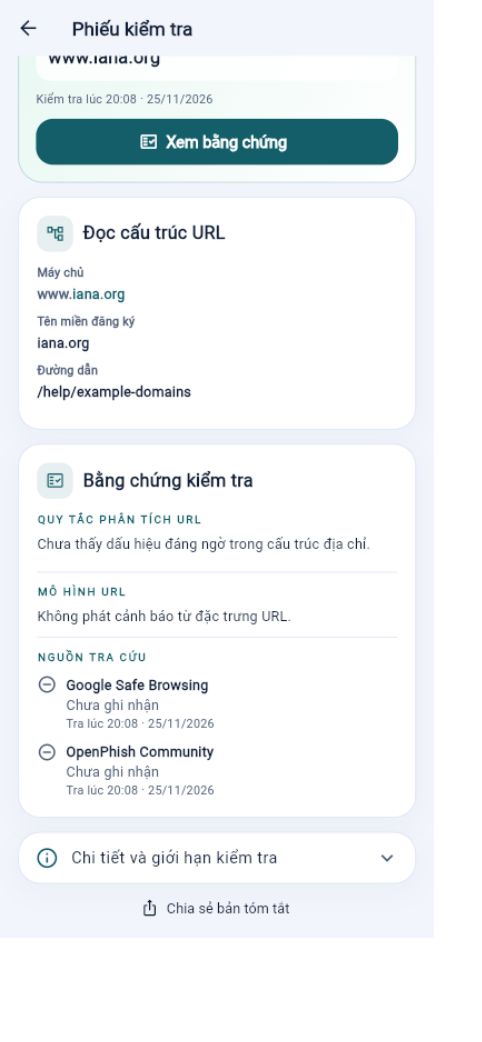 Phiếu kiểm tra
www.iana.org
Kiểm tra lúc 20:08 · 25/11/2026
Xem bằng chứng
Đọc cấu trúc URL
Máy chủ
www.iana.org
Tên miền đăng ký
iana.org
Đường dẫn
/help/example-domains
Bằng chứng kiểm tra
QUY TẮC PHÂN TÍCH URL
Chưa thấy dấu hiệu đáng ngờ trong cấu trúc địa chỉ.
MÔ HÌNH URL
Không phát cảnh báo từ đặc trưng URL.
NGUỒN TRA CỨU
Google Safe Browsing
Chưa ghi nhận
Tra lúc 20:08 · 25/11/2026
OpenPhish Community
Chưa ghi nhận
Tra lúc 20:08 · 25/11/2026
Chi tiết và giới hạn kiểm tra
Chia sẻ bản tóm tắt